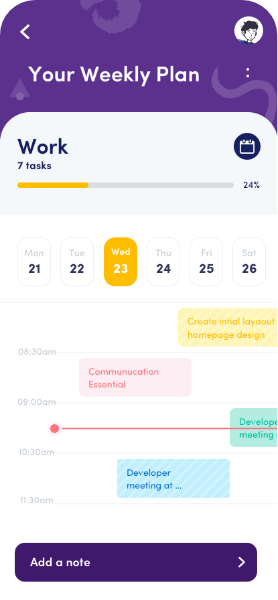 Your Weekly Plan
Work
7 tasks
24%
Mon Tue Wed Thu Fri Sat
21 22 23 24 25 26
Create intial layaout
homepage design
08:30am
Communucation
Essential
09:00am
Develope
meeting
10:30am
Developer
meeting at ...
11:30am
Add a note